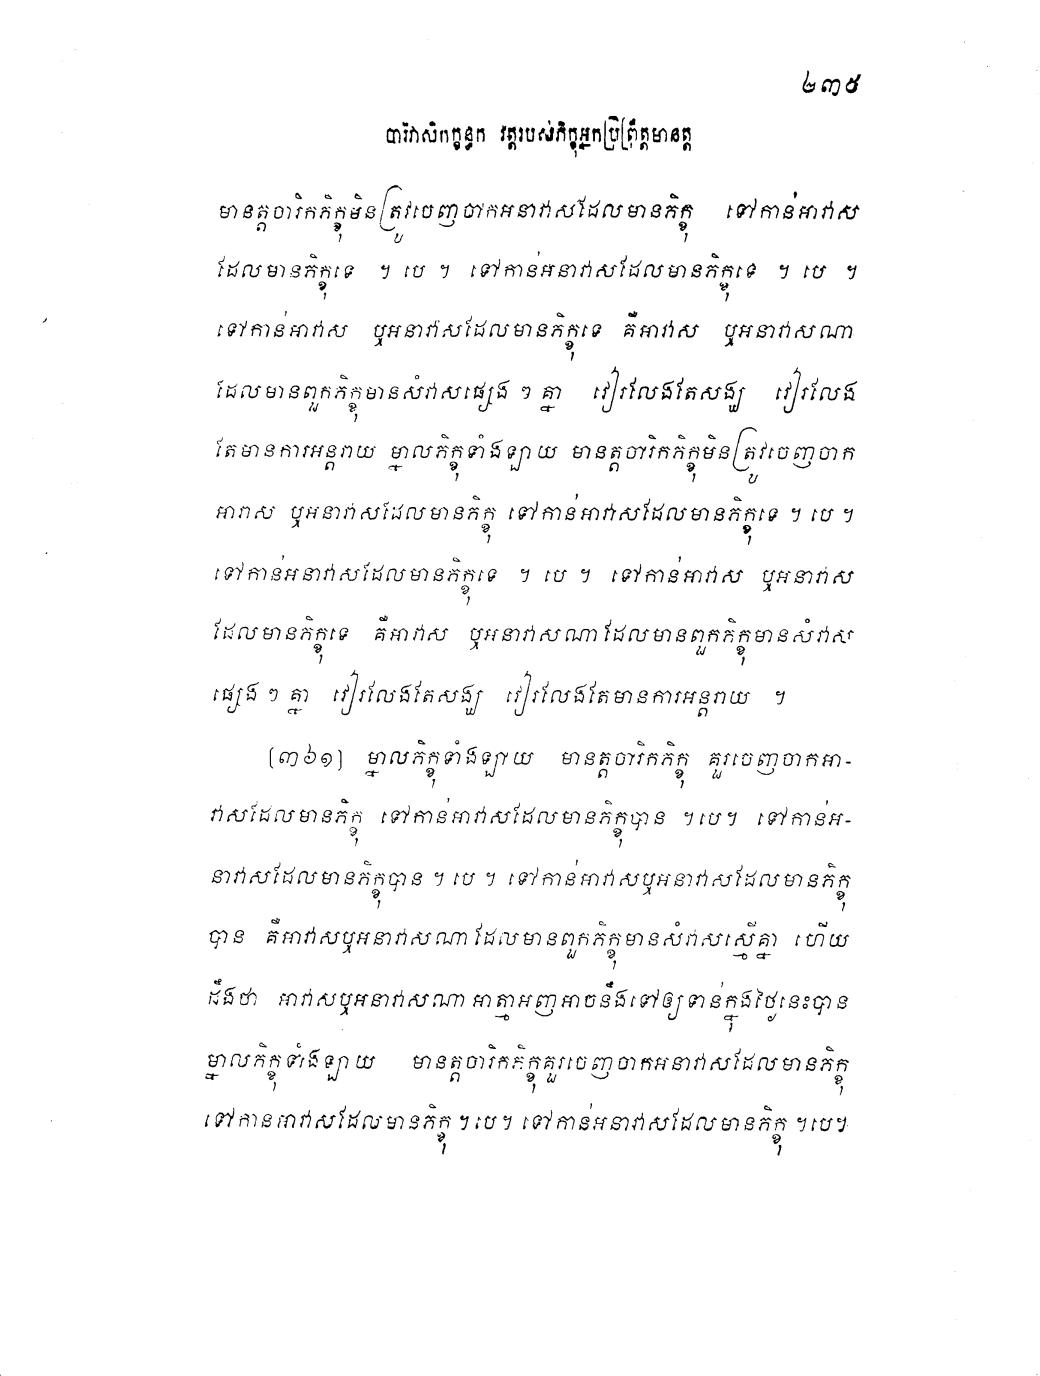 ២៣៥
បារិវាសិកក្ខន្ធក វត្តរបស់ភិក្ខុអ្នកប្រព្រឹត្តមានត្ត
មានត្តចារិកភិក្ខុមិនត្រូវចេញចាកអនាវាសដែលមានភិក្ខុ ទៅកាន់អាវាស
ដែលមានភិក្ខុទេ ។ បេ ។ ទៅកាន់អនាវាសដែលមានភិក្ខុទេ ។ បេ ។
ទៅកាន់អាវាស ឬអនាវាសដែលមានភិក្ខុទេ គឺអាវាស ឬអនាវាសណា
ដែលមានពួកភិក្ខុមានសំវាសផ្សេង ៗ គ្នា វៀរលែងតែសង្ឃ វៀរលែង
តែមានការអន្តរាយ ម្នាលភិក្ខុទាំងឡាយ មានត្តចារិកភិក្ខុមិនត្រូវចេញចាក
អាវាស ឬអនាវាសដែលមានភិក្ខុ ទៅកាន់អាវាសដែលមានភិក្ខុទេ ។ បេ ។
ទៅកាន់អនាវាសដែលមានភិក្ខុទេ ។ បេ ។ ទៅកាន់អាវាស ឬអនាវាស
ដែលមានភិក្ខុទេ គឺអាវាស ឬអនាវាសណាដែលមានពួកភិក្ខុមានសំវាស
ផ្សេង ៗ គ្នា វៀរលែងតែសង្ឃ វៀរលែងតែមានការអន្តរាយ ។
(៣៦១) ម្នាលភិក្ខុទាំងឡាយ មានត្តចារិកភិក្ខុ គួរចេញចាកអា-
វាសដែលមានភិក្ខុ ទៅកាន់អាវាសដែលមានភិក្ខុបាន ។បេ។ ទៅកាន់អ-
នាវាសដែលមានភិក្ខុបាន ។ បេ ។ ទៅកាន់អាវាសឬអនាវាសដែលមានភិក្ខុ
បាន គឺអាវាសឬអនាវាសណាដែលមានពួកភិក្ខុមានសំវាសស្មើគ្នា ហើយ
ដឹងថា អាវាសឬអនាវាសណា អាត្មាអញអាចនឹងទៅឲ្យទាន់ក្នុងថ្ងៃនេះបាន
ម្នាលភិក្ខុទាំងឡាយ មានត្តចារិកភិក្ខុគួរចេញចាកអនាវាសដែលមានភិក្ខុ
ទៅកានអាវាសដែលមានភិក្ខុ ។បេ។ ទៅកាន់អនាវាសដែលមានភិក្ខុ ។បេ។